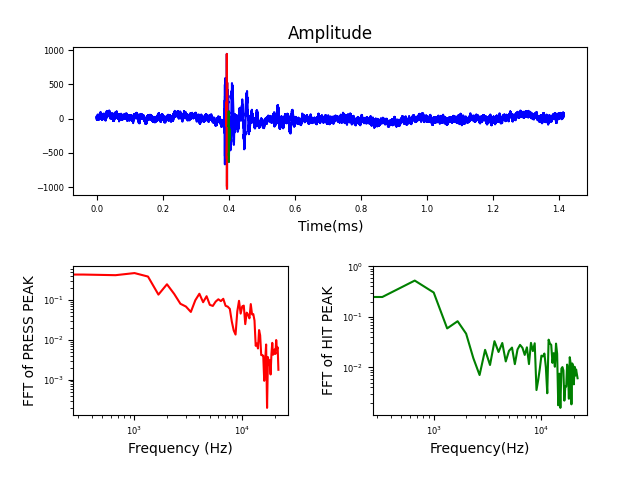 Amplitude
1000
500
0
−500
−1000
0.0 0.2 0.4 0.6 0.8 1.0 1.2 1.4
Time(ms)
FFT of PRESS PEAK
10⁻¹
10⁻²
10⁻³
10³ 10⁴
Frequency (Hz)
FFT of HIT PEAK
10⁰
10⁻¹
10⁻²
10³ 10⁴
Frequency(Hz)